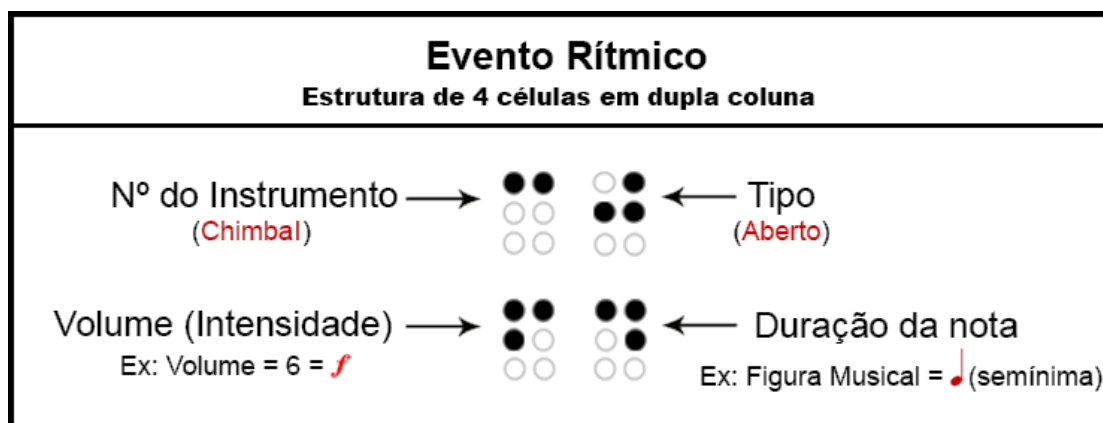 Evento Rítmico
Estrutura de 4 células em dupla coluna
Nº do Instrumento
(Chimbal)
Tipo
(Aberto)
Volume (Intensidade)
Ex: Volume = 6 = f
Duração da nota
Ex: Figura Musical = ♩ (semínima)